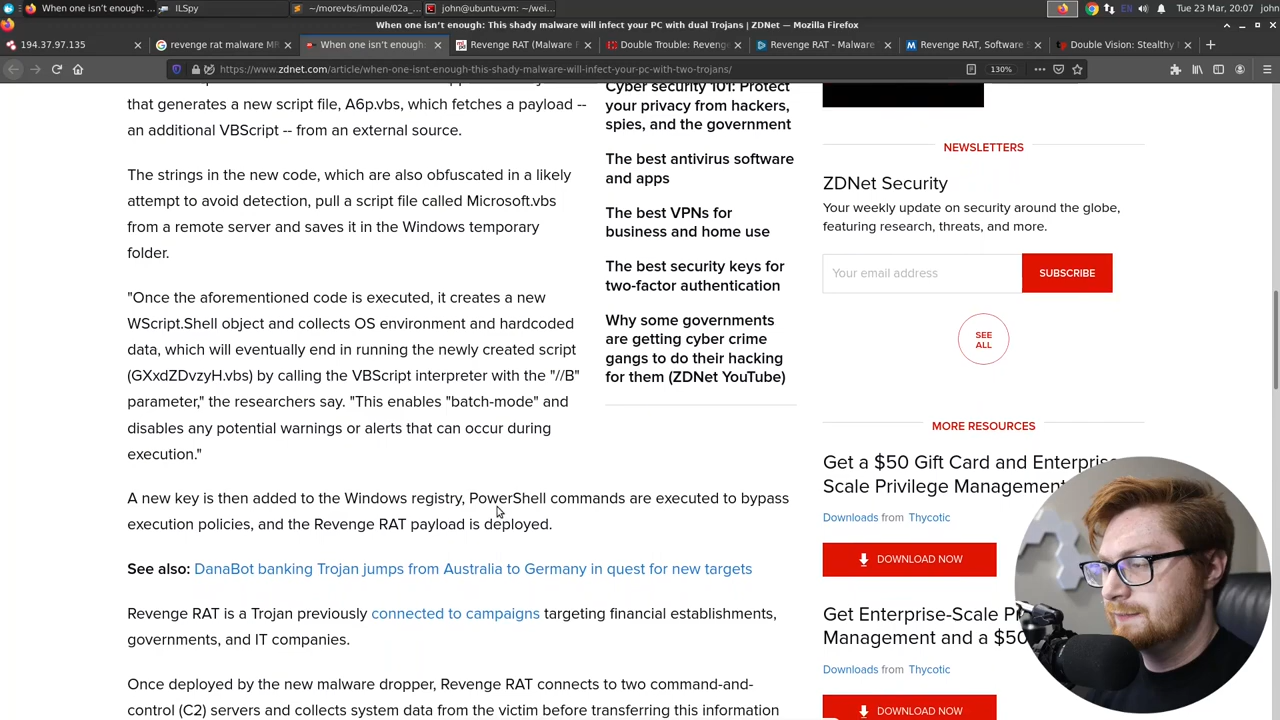 When one isn't enough:
ILSpy
~/morevbs/impule/02a_...
john@ubuntu-vm: ~/wei...
EN
Tue 23 Mar, 20:07
john
When one isn't enough: This shady malware will infect your PC with dual Trojans | ZDNet — Mozilla Firefox
194.37.97.135
revenge rat malware MR
When one isn't enough:
Revenge RAT (Malware F
Double Trouble: Reveng
Revenge RAT - Malware
Revenge RAT, Software S
Double Vision: Stealthy M
https://www.zdnet.com/article/when-one-isnt-enough-this-shady-malware-will-infect-your-pc-with-two-trojans/
130%
that generates a new script file, A6p.vbs, which fetches a payload --
an additional VBScript -- from an external source.
The strings in the new code, which are also obfuscated in a likely
attempt to avoid detection, pull a script file called Microsoft.vbs
from a remote server and saves it in the Windows temporary
folder.
"Once the aforementioned code is executed, it creates a new
WScript.Shell object and collects OS environment and hardcoded
data, which will eventually end in running the newly created script
(GXxdZDvzyH.vbs) by calling the VBScript interpreter with the "//B"
parameter," the researchers say. "This enables "batch-mode" and
disables any potential warnings or alerts that can occur during
execution."
A new key is then added to the Windows registry, PowerShell commands are executed to bypass
execution policies, and the Revenge RAT payload is deployed.
See also: DanaBot banking Trojan jumps from Australia to Germany in quest for new targets
Revenge RAT is a Trojan previously connected to campaigns targeting financial establishments,
governments, and IT companies.
Once deployed by the new malware dropper, Revenge RAT connects to two command-and-
control (C2) servers and collects system data from the victim before transferring this information
Cyber security 101: Protect
your privacy from hackers,
spies, and the government
The best antivirus software
and apps
The best VPNs for
business and home use
The best security keys for
two-factor authentication
Why some governments
are getting cyber crime
gangs to do their hacking
for them (ZDNet YouTube)
NEWSLETTERS
ZDNet Security
Your weekly update on security around the globe,
featuring research, threats, and more.
Your email address
SUBSCRIBE
SEE
ALL
MORE RESOURCES
Get a $50 Gift Card and Enterprise-
Scale Privilege Management
Downloads from Thycotic
DOWNLOAD NOW
Get Enterprise-Scale Pr
Management and a $50
Downloads from Thycotic
DOWNLOAD NOW